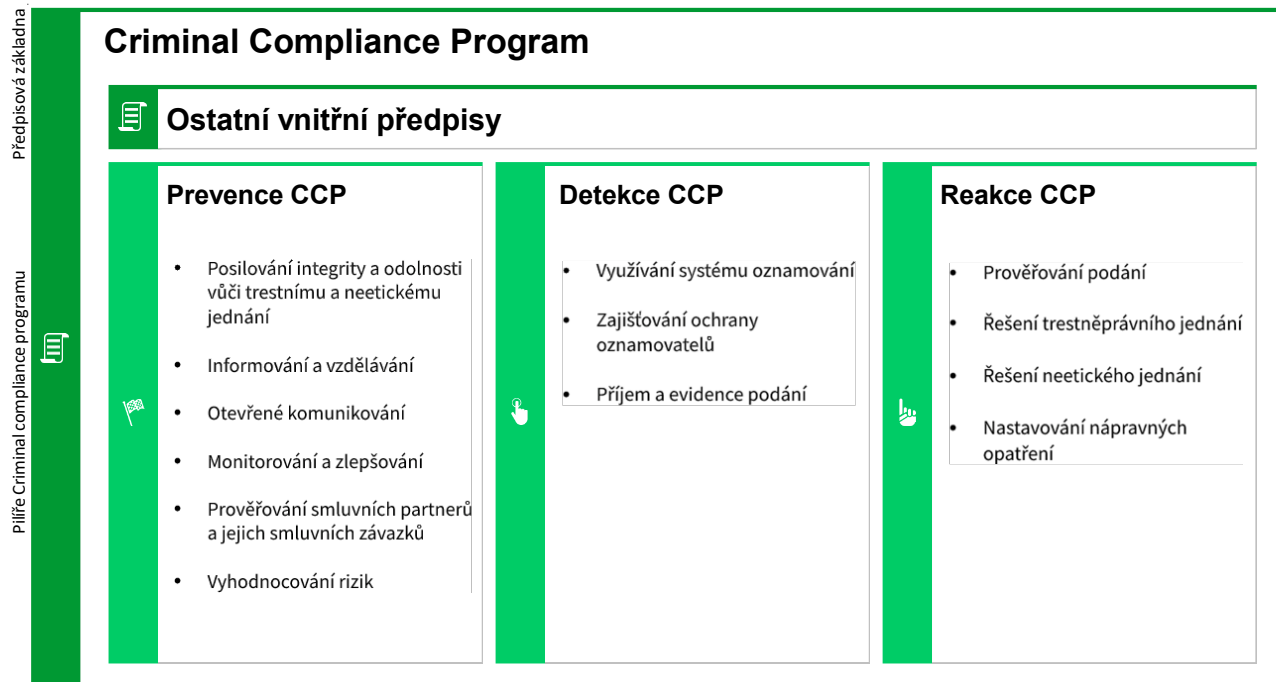 Předpisová základna
Pilíře Criminal compliance programu
Criminal Compliance Program
Ostatní vnitřní předpisy
Prevence CCP
• Posilování integrity a odolnosti
vůči trestnímu a neetickému
jednání
• Informování a vzdělávání
• Otevřené komunikování
• Monitorování a zlepšování
• Prověřování smluvních partnerů
a jejich smluvních závazků
• Vyhodnocování rizik
Detekce CCP
• Využívání systému oznamování
• Zajišťování ochrany
oznamovatelů
• Příjem a evidence podání
Reakce CCP
• Prověřování podání
• Řešení trestněprávního jednání
• Řešení neetického jednání
• Nastavování nápravných
opatření